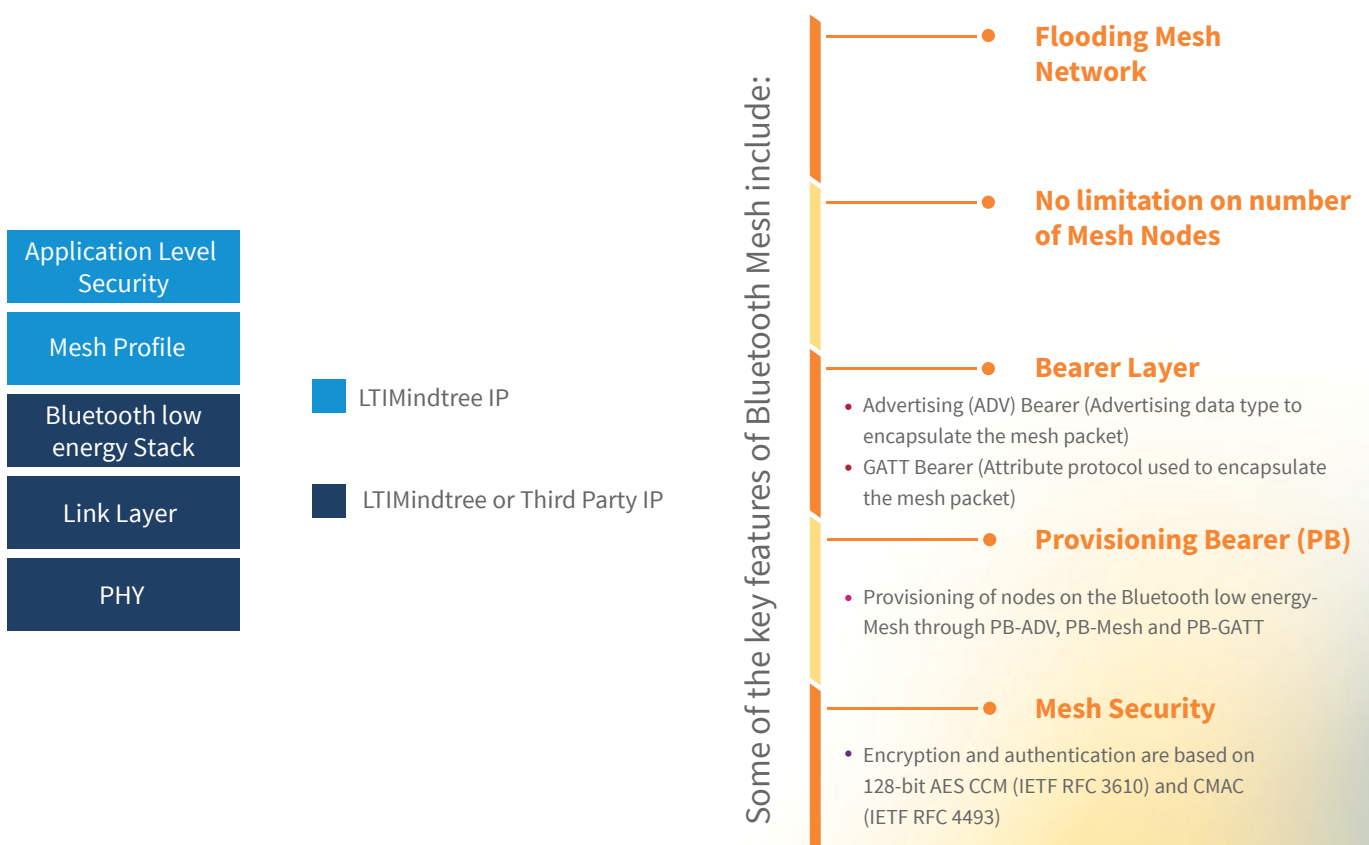 Application Level
Security
Mesh Profile
Bluetooth low
energy Stack
Link Layer
PHY
LTIMindtree IP
LTIMindtree or Third Party IP
Some of the key features of Bluetooth Mesh include:
Flooding Mesh
Network
No limitation on number
of Mesh Nodes
Bearer Layer
• Advertising (ADV) Bearer (Advertising data type to
encapsulate the mesh packet)
• GATT Bearer (Attribute protocol used to encapsulate
the mesh packet)
Provisioning Bearer (PB)
• Provisioning of nodes on the Bluetooth low energy-
Mesh through PB-ADV, PB-Mesh and PB-GATT
Mesh Security
• Encryption and authentication are based on
128-bit AES CCM (IETF RFC 3610) and CMAC
(IETF RFC 4493)